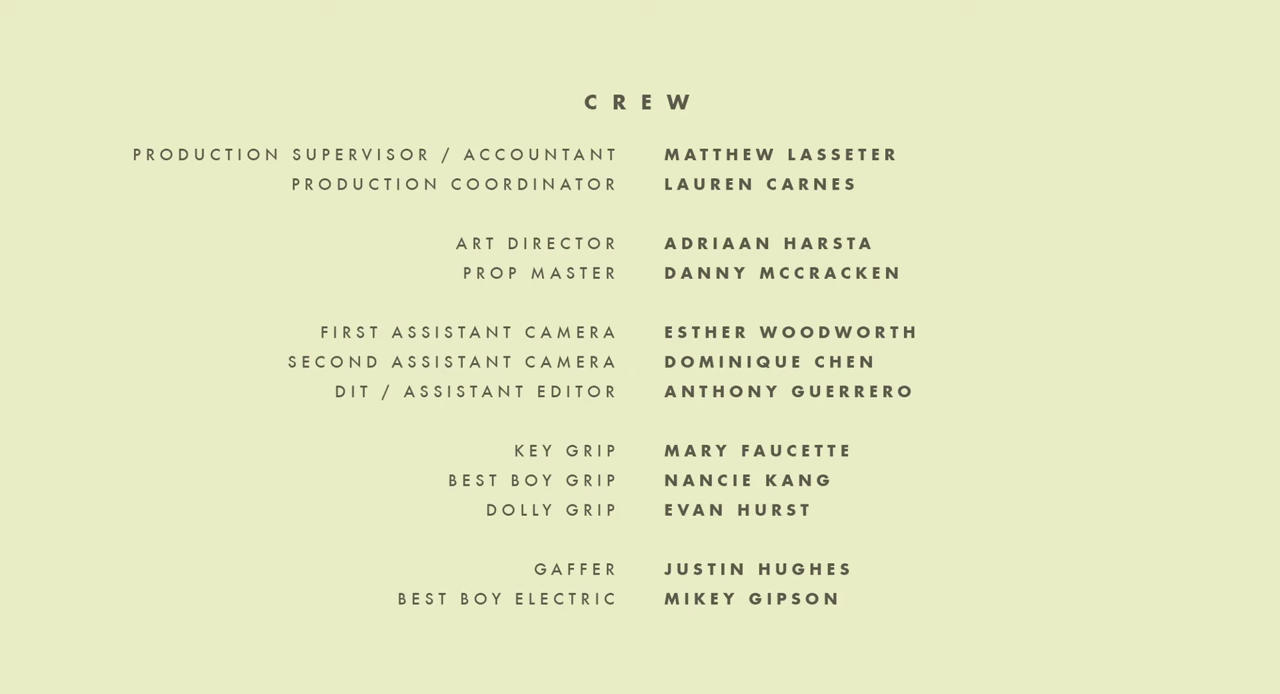 CREW
PRODUCTION SUPERVISOR / ACCOUNTANT MATTHEW LASSETER
PRODUCTION COORDINATOR LAUREN CARNES
ART DIRECTOR ADRIAAN HARSTA
PROP MASTER DANNY MCCRACKEN
FIRST ASSISTANT CAMERA ESTHER WOODWORTH
SECOND ASSISTANT CAMERA DOMINIQUE CHEN
DIT / ASSISTANT EDITOR ANTHONY GUERRERO
KEY GRIP MARY FAUCETTE
BEST BOY GRIP NANCIE KANG
DOLLY GRIP EVAN HURST
GAFFER JUSTIN HUGHES
BEST BOY ELECTRIC MIKEY GIPSON